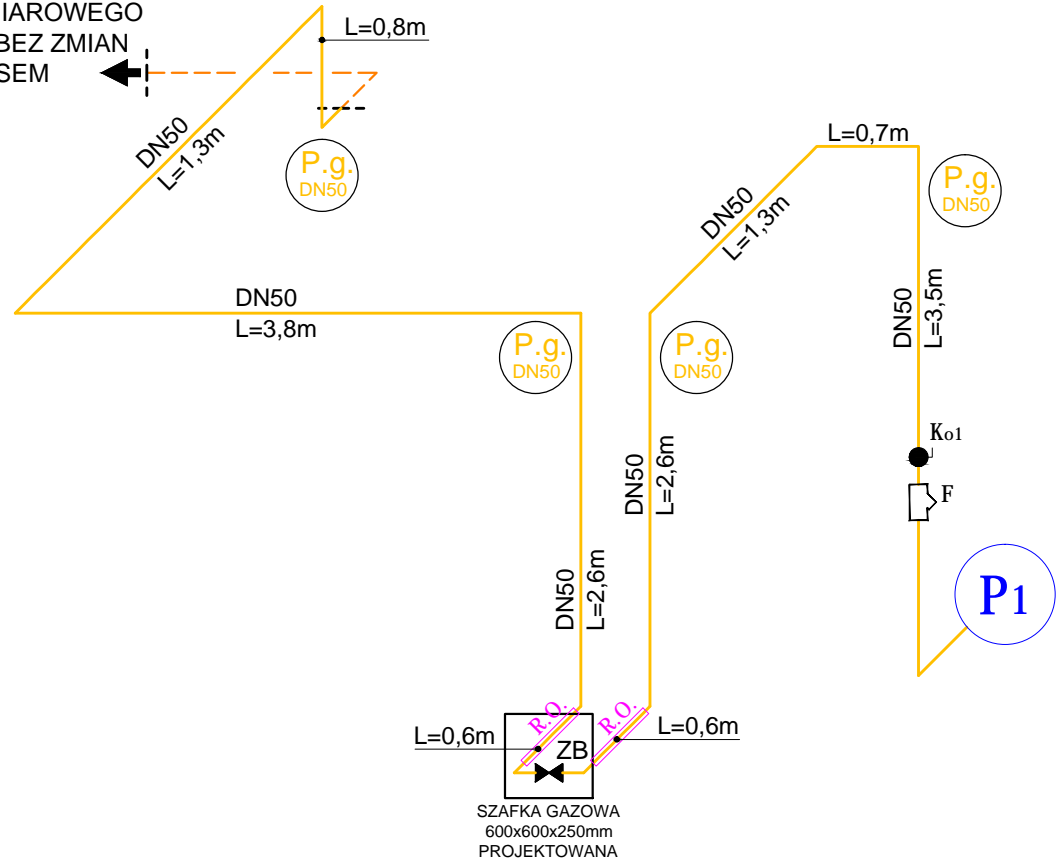 IAROWEGO
BEZ ZMIAN
SEM
L=0,8m
DN50
L=1,3m
P.g.
DN50
L=0,7m
P.g.
DN50
DN50
L=1,3m
DN50
L=3,8m
DN50
L=3,5m
P.g.
DN50
P.g.
DN50
Ko1
F
DN50
L=2,6m
DN50
L=2,6m
P1
R.O.
R.O.
L=0,6m
L=0,6m
ZB
SZAFKA GAZOWA
600x600x250mm
PROJEKTOWANA